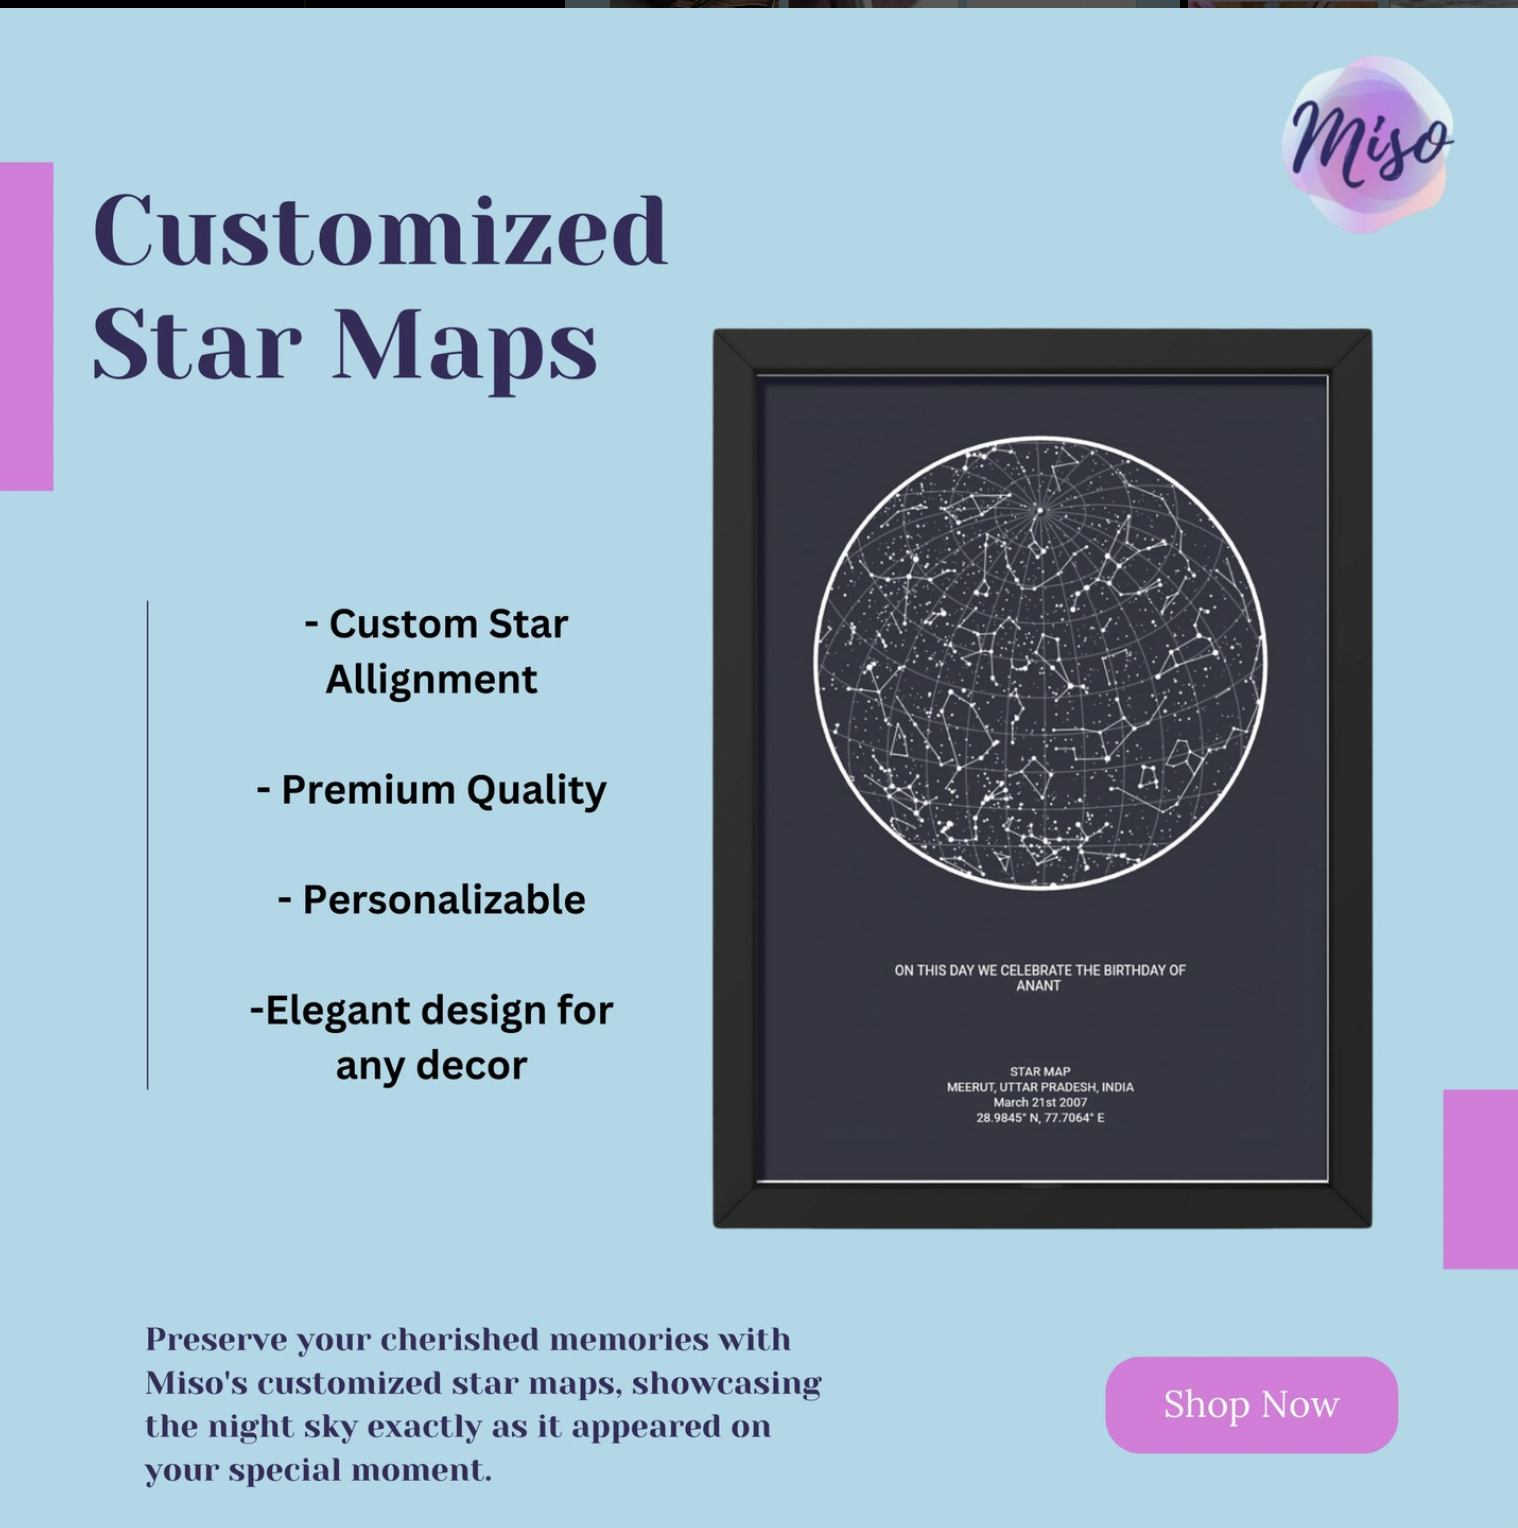 Miso
Customized
Star Maps
- Custom Star
Allignment
- Premium Quality
- Personalizable
-Elegant design for
any decor
ON THIS DAY WE CELEBRATE THE BIRTHDAY OF
ANANT
STAR MAP
MEERUT, UTTAR PRADESH, INDIA
March 21st 2007
28.9845° N, 77.7064° E
Preserve your cherished memories with
Miso's customized star maps, showcasing
the night sky exactly as it appeared on
your special moment.
Shop Now